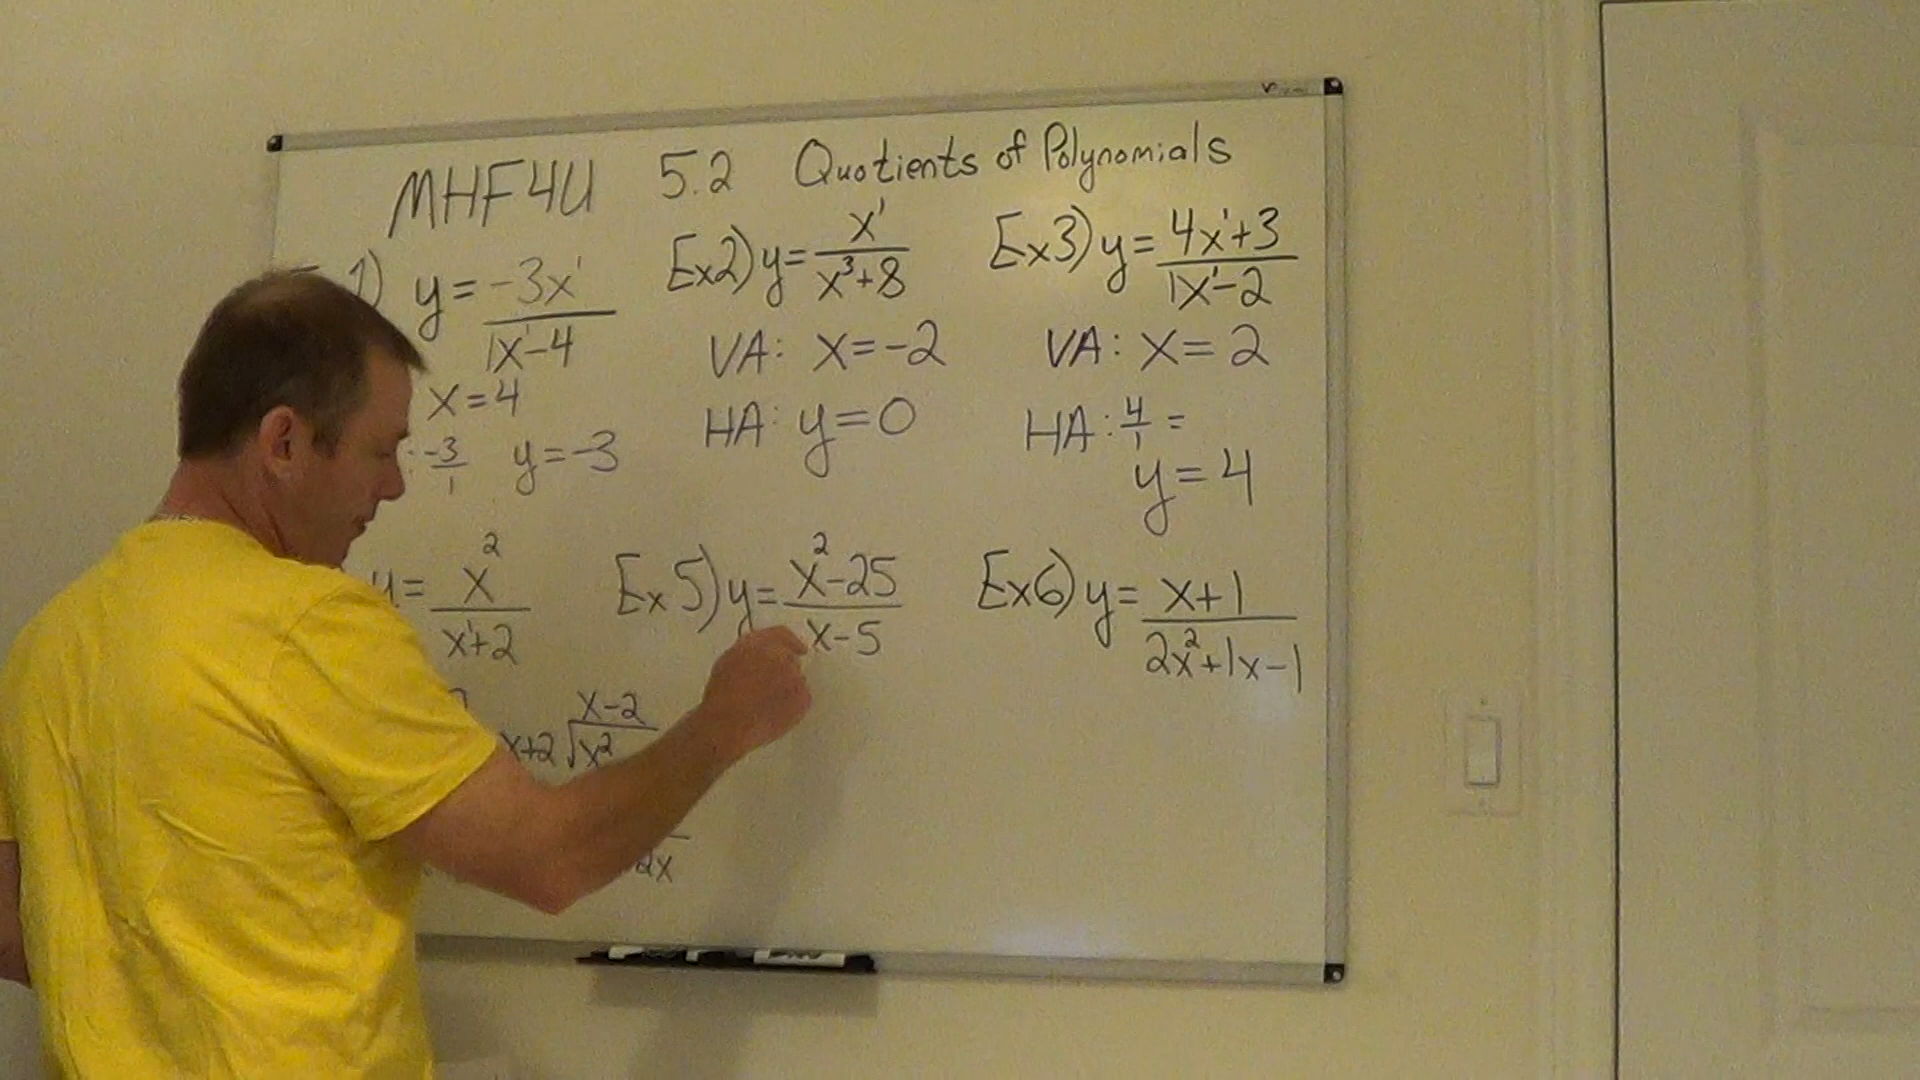 MHF4U 5.2 Quotients of Polynomials
1) y = -3x¹ / 1x¹-4
x=4
: -3/1 y=-3
Ex2) y = x¹ / x³+8
VA: x=-2
HA: y=0
Ex3) y = 4x¹+3 / 1x¹-2
VA: x=2
HA: 4/1 =
y=4
y = x² / x¹+2
x-2
x+2 √x²
2x
Ex5) y = x²-25 / x-5
Ex6) y = x+1 / 2x²+1x-1